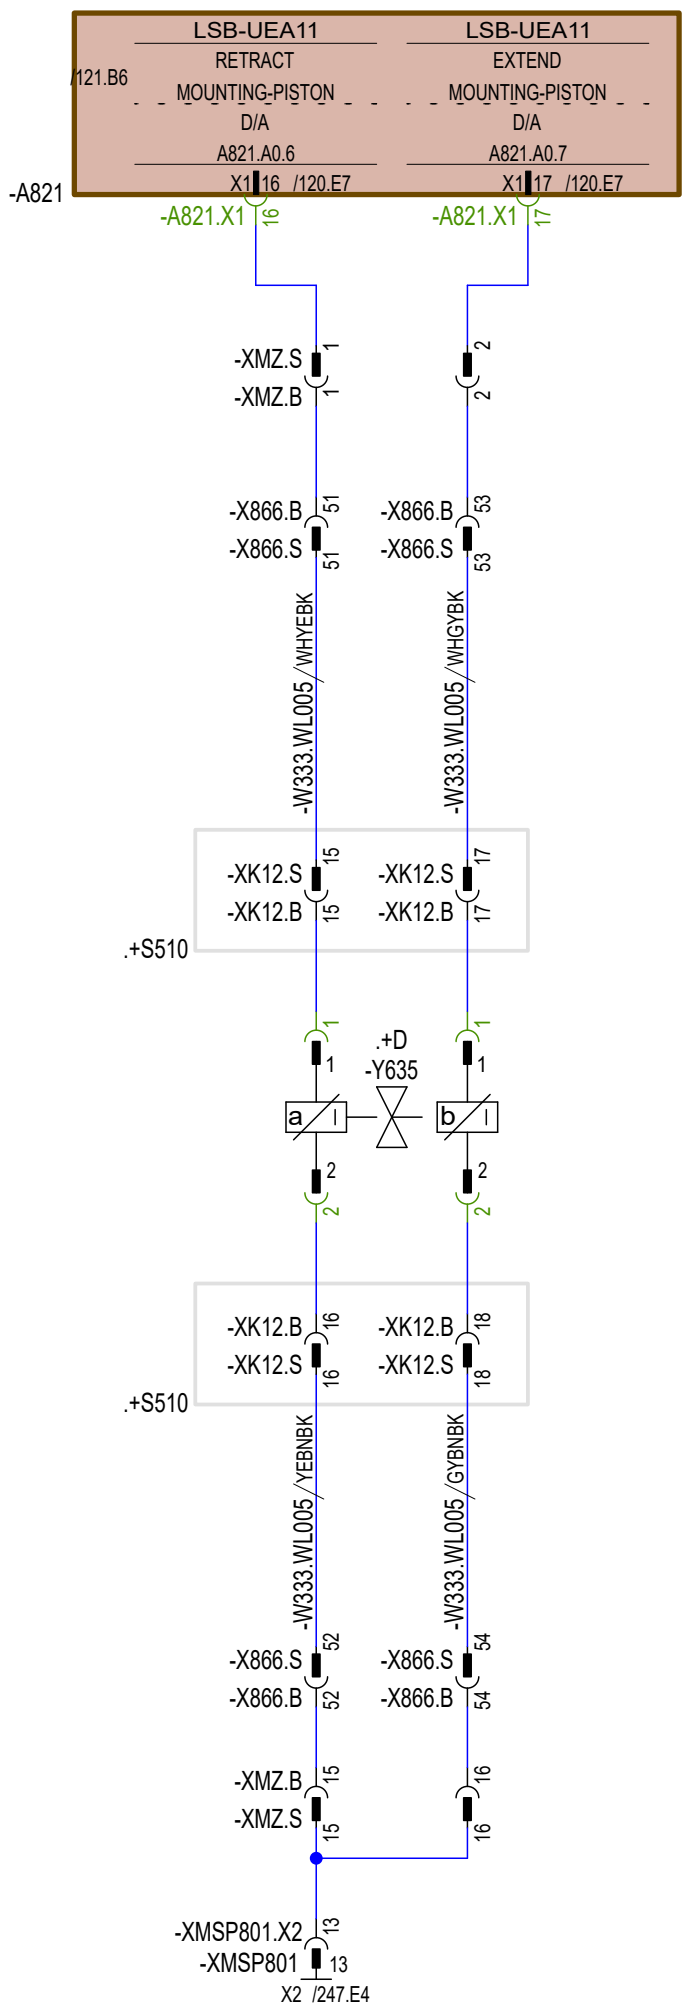 LSB-UEA11 LSB-UEA11
RETRACT EXTEND
/121.B6
MOUNTING-PISTON MOUNTING-PISTON
D/A D/A
A821.A0.6 A821.A0.7
X1 16 /120.E7 X1 17 /120.E7
-A821
-A821.X1 16 -A821.X1 17
-XMZ.S 1 2
-XMZ.B 1 2
-X866.B 51 -X866.B 53
-X866.S 51 -X866.S 53
-W333.WL005 /WHYEBK -W333.WL005 /WHGYBK
-XK12.S 15 -XK12.S 17
-XK12.B 15 -XK12.B 17
.+S510
1 1
.+D
1 -Y635 1
a b
2 2
2 2
-XK12.B 16 -XK12.B 18
-XK12.S 16 -XK12.S 18
.+S510
-W333.WL005 /YEBNBK -W333.WL005 /GYBNBK
-X866.S 52 -X866.S 54
-X866.B 52 -X866.B 54
-XMZ.B 15 16
-XMZ.S 15 16
-XMSP801.X2 13
-XMSP801 13
X2 /247.E4